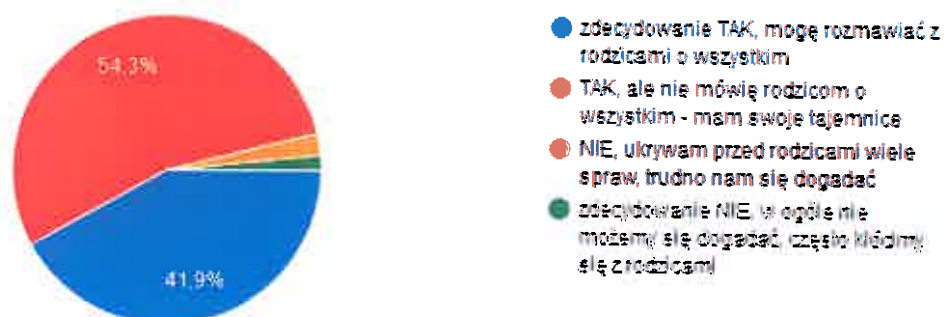 54,3%
41,9%
zdecydowanie TAK, mogę rozmawiać z
rodzicami o wszystkim
TAK, ale nie mówię rodzicom o
wszystkim - mam swoje tajemnice
NIE, ukrywam przed rodzicami wiele
spraw, trudno nam się dogadać
zdecydowanie NIE, w ogóle nie
możemy się dogadać, często kłócimy
się z rodzicami